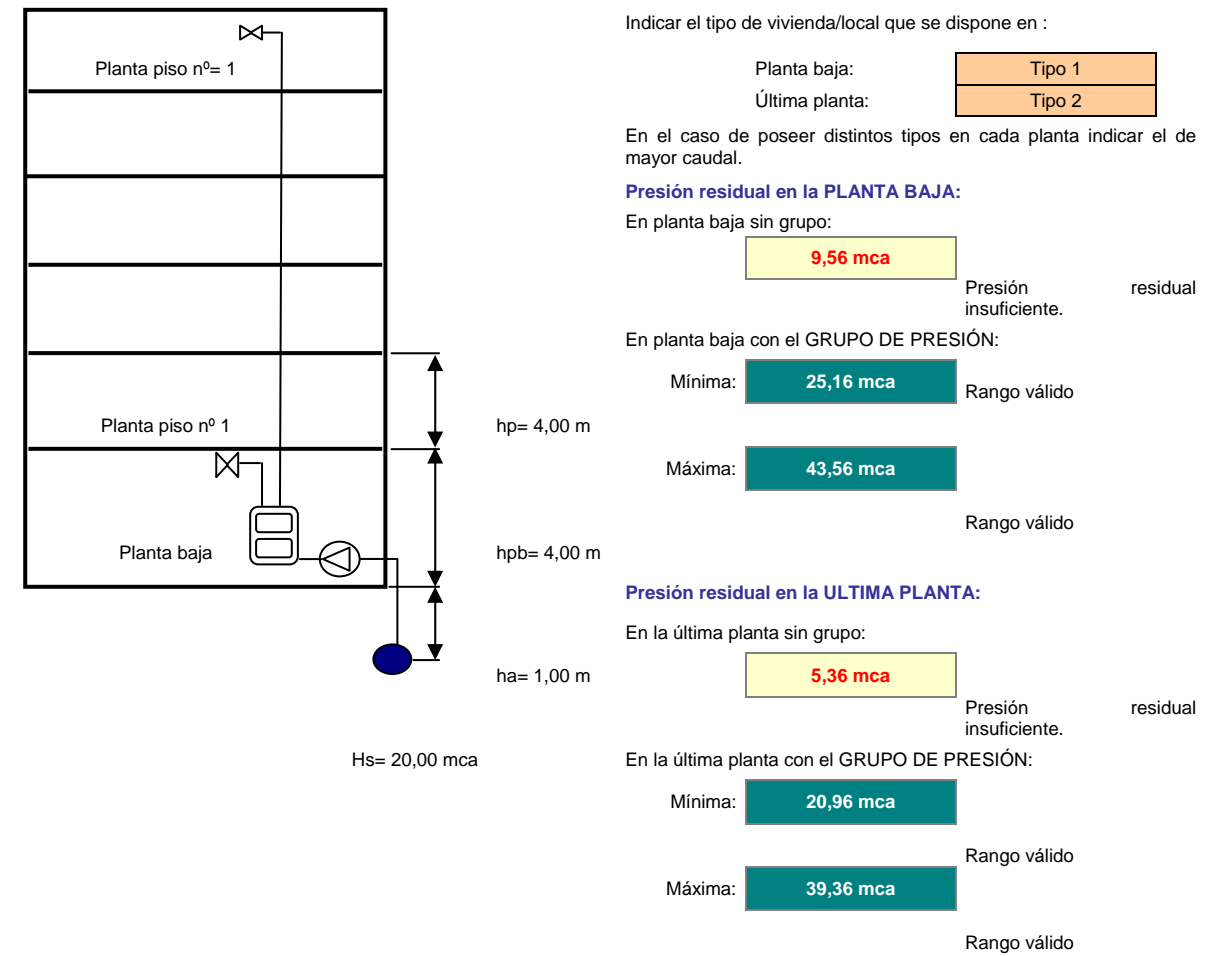 Planta piso nº= 1
Planta piso nº 1
Planta baja
hp= 4,00 m
hpb= 4,00 m
ha= 1,00 m
Hs= 20,00 mca
Indicar el tipo de vivienda/local que se dispone en :
Planta baja: Tipo 1
Última planta: Tipo 2
En el caso de poseer distintos tipos en cada planta indicar el de
mayor caudal.
Presión residual en la PLANTA BAJA:
En planta baja sin grupo:
9,56 mca
Presión residual
insuficiente.
En planta baja con el GRUPO DE PRESIÓN:
Mínima: 25,16 mca
Rango válido
Máxima: 43,56 mca
Rango válido
Presión residual en la ULTIMA PLANTA:
En la última planta sin grupo:
5,36 mca
Presión residual
insuficiente.
En la última planta con el GRUPO DE PRESIÓN:
Mínima: 20,96 mca
Rango válido
Máxima: 39,36 mca
Rango válido